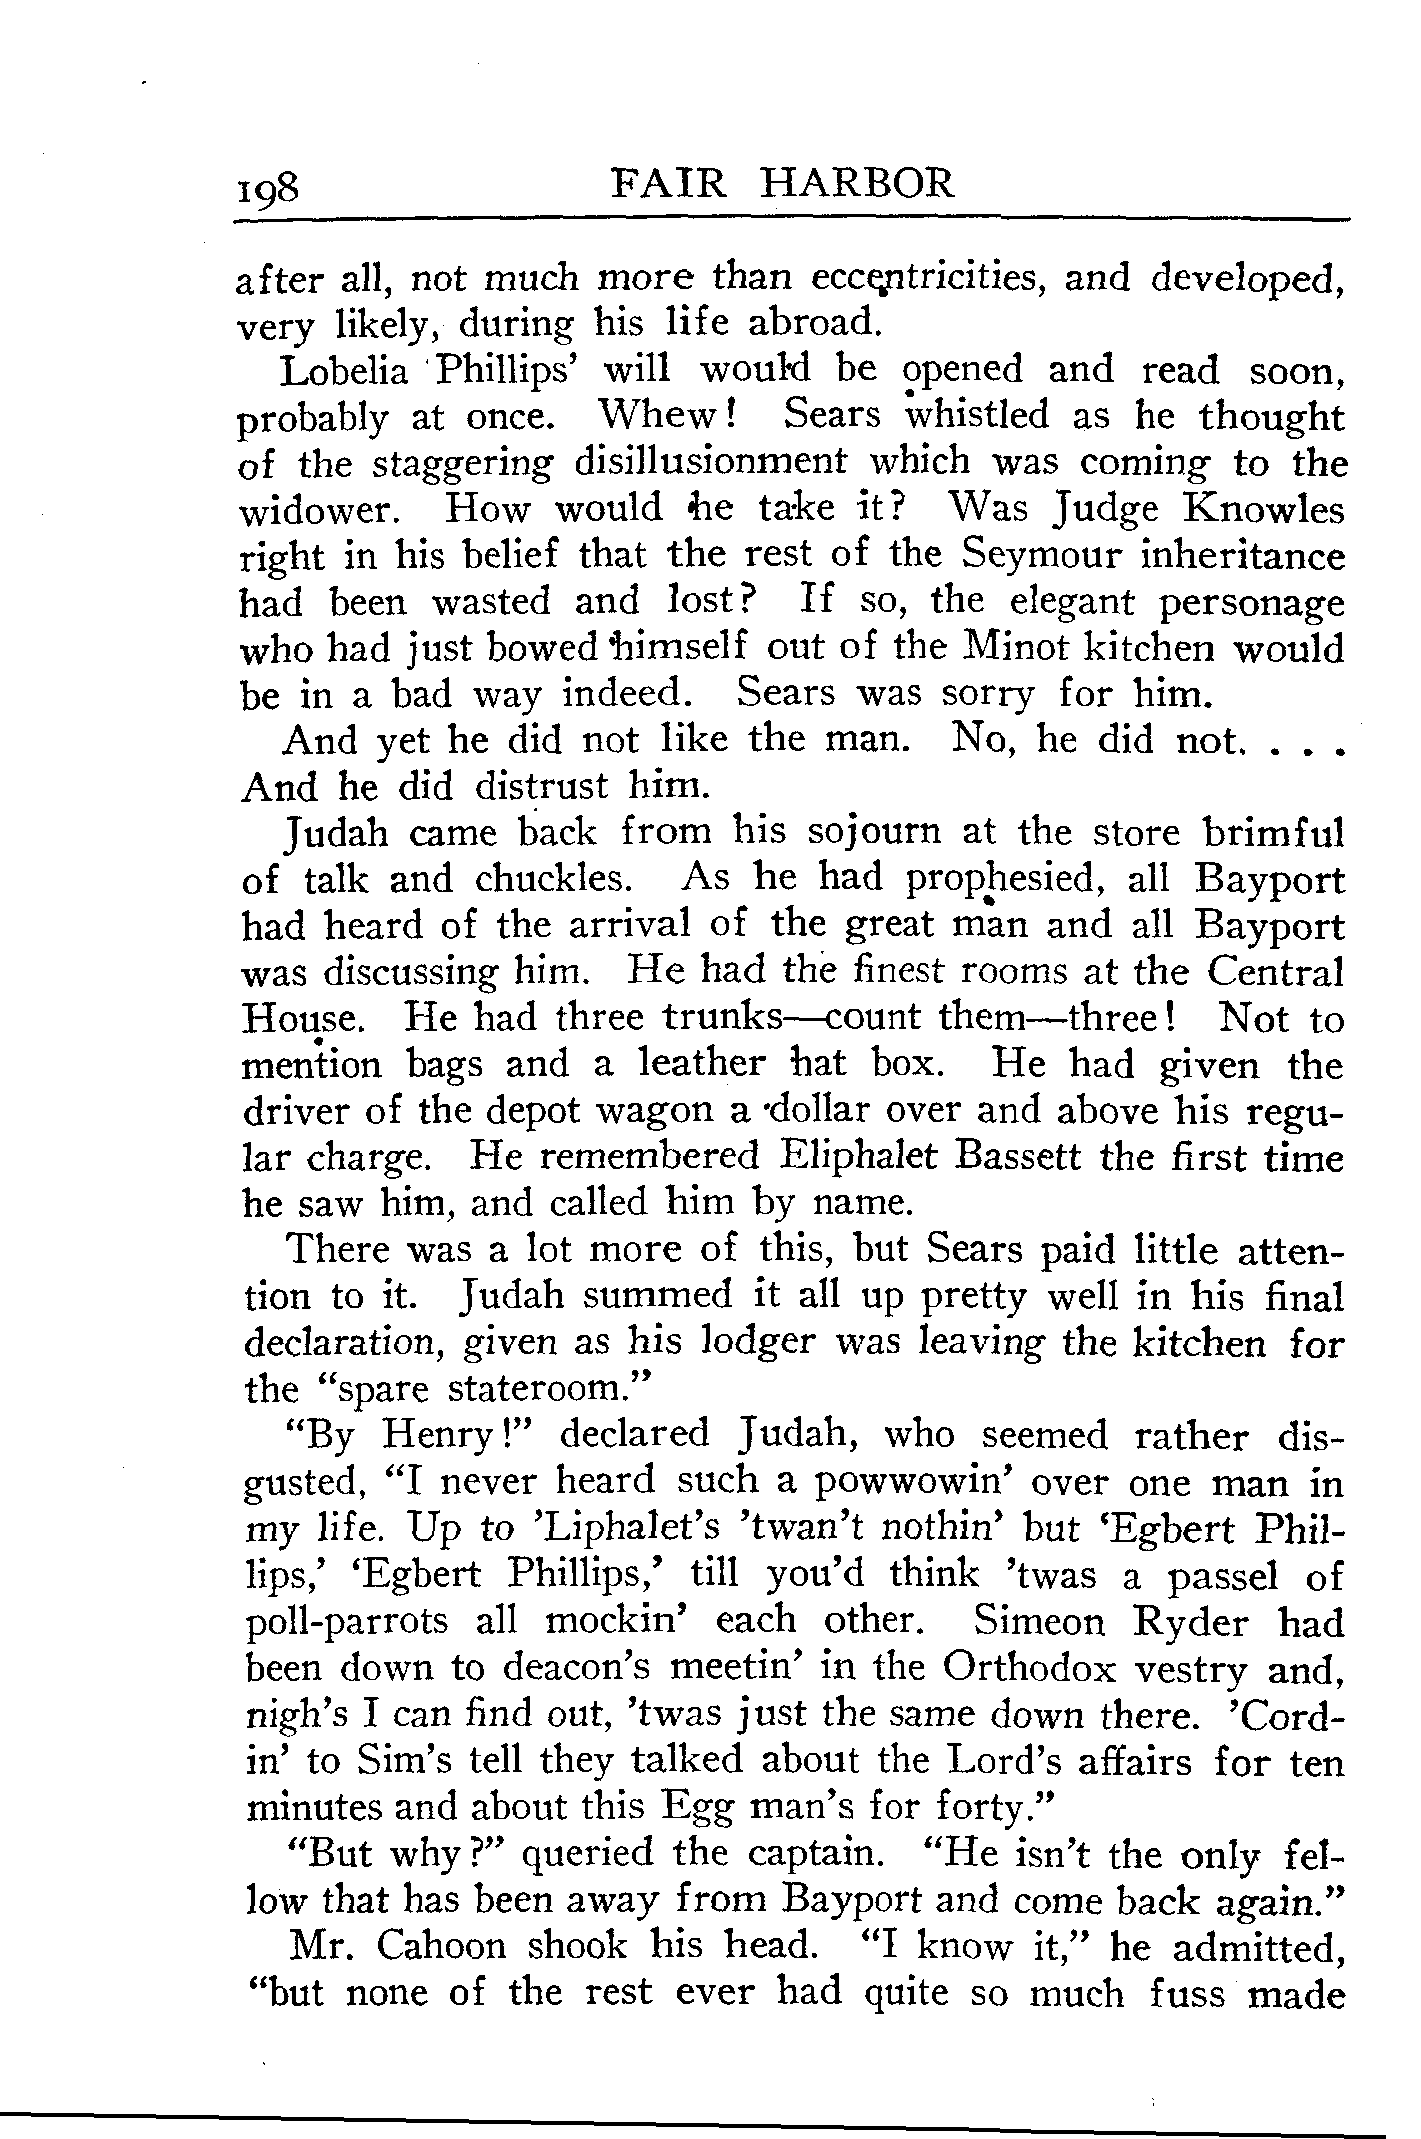 198 FAIR HARBOR
after all, not much more than eccentricities, and developed,
very likely, during his life abroad.
Lobelia Phillips’ will would be opened and read soon,
probably at once. Whew! Sears whistled as he thought
of the staggering disillusionment which was coming to the
widower. How would he take it? Was Judge Knowles
right in his belief that the rest of the Seymour inheritance
had been wasted and lost? If so, the elegant personage
who had just bowed himself out of the Minot kitchen would
be in a bad way indeed. Sears was sorry for him.
And yet he did not like the man. No, he did not. . . .
And he did distrust him.
Judah came back from his sojourn at the store brimful
of talk and chuckles. As he had prophesied, all Bayport
had heard of the arrival of the great man and all Bayport
was discussing him. He had the finest rooms at the Central
House. He had three trunks—count them—three! Not to
mention bags and a leather hat box. He had given the
driver of the depot wagon a dollar over and above his regu-
lar charge. He remembered Eliphalet Bassett the first time
he saw him, and called him by name.
There was a lot more of this, but Sears paid little atten-
tion to it. Judah summed it all up pretty well in his final
declaration, given as his lodger was leaving the kitchen for
the “spare stateroom.”
“By Henry!” declared Judah, who seemed rather dis-
gusted, “I never heard such a powwowin’ over one man in
my life. Up to ’Liphalet’s ’twan’t nothin’ but ‘Egbert Phil-
lips,’ ‘Egbert Phillips,’ till you’d think ’twas a passel of
poll-parrots all mockin’ each other. Simeon Ryder had
been down to deacon’s meetin’ in the Orthodox vestry and,
nigh’s I can find out, ’twas just the same down there. ’Cord-
in’ to Sim’s tell they talked about the Lord’s affairs for ten
minutes and about this Egg man’s for forty.”
“But why?” queried the captain. “He isn’t the only fel-
low that has been away from Bayport and come back again.”
Mr. Cahoon shook his head. “I know it,” he admitted,
“but none of the rest ever had quite so much fuss made